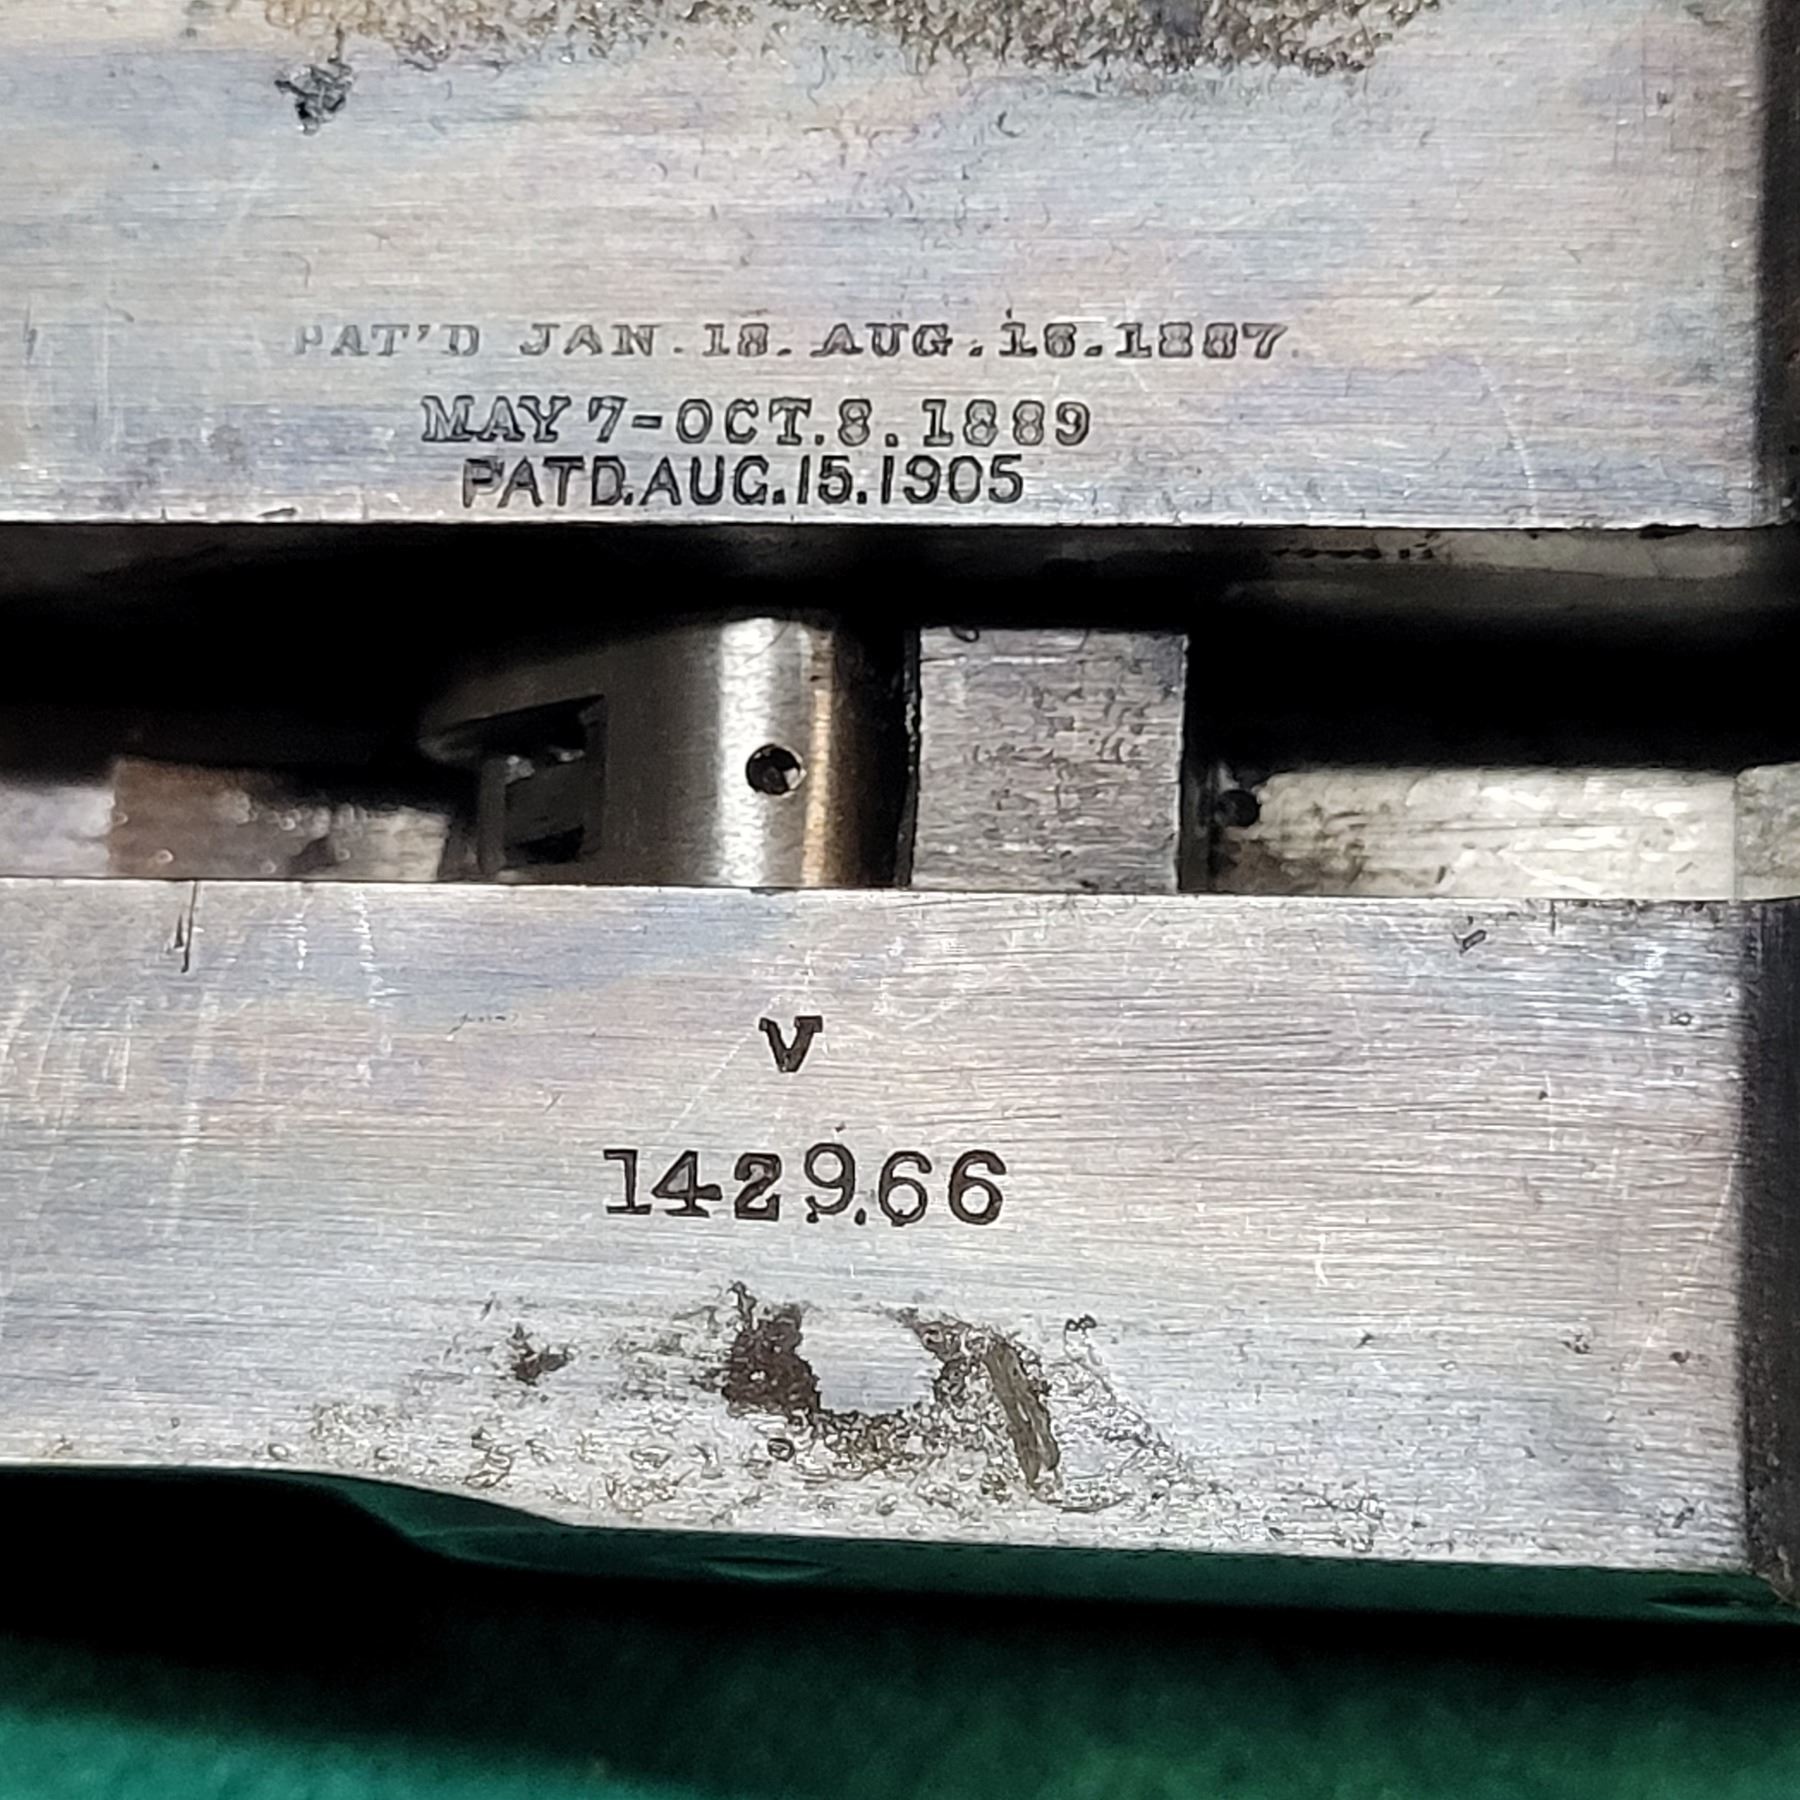 PAT'D JAN. 18. AUG. 16. 1887.
MAY 7-OCT. 8. 1889
PATD. AUG. 15. 1905
V
142966